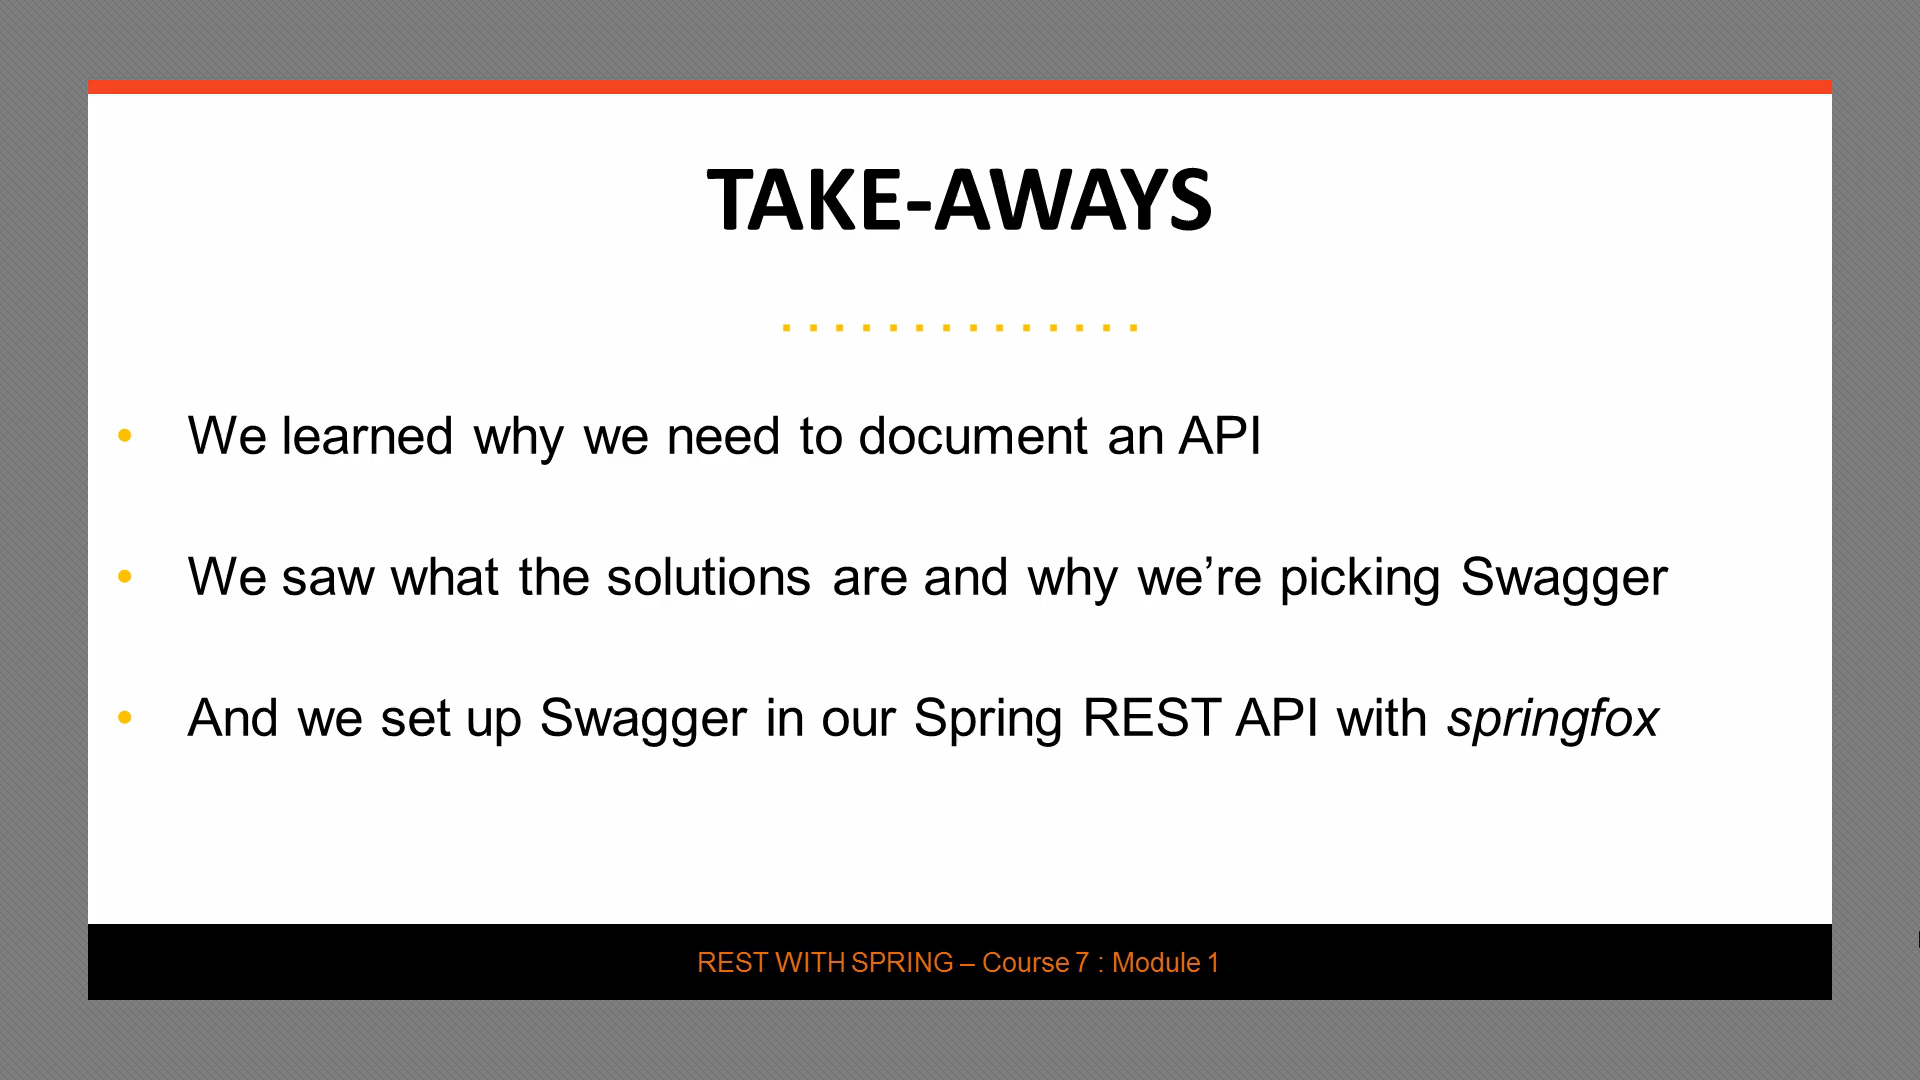 TAKE-AWAYS
• We learned why we need to document an API
• We saw what the solutions are and why we’re picking Swagger
• And we set up Swagger in our Spring REST API with springfox
REST WITH SPRING – Course 7 : Module 1